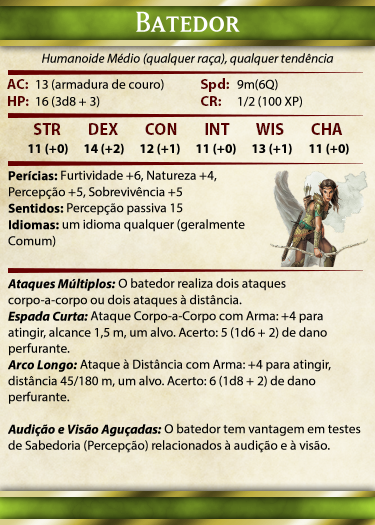 BATEDOR
Humanoide Médio (qualquer raça), qualquer tendência
AC: 13 (armadura de couro) Spd: 9m(6Q)
HP: 16 (3d8 + 3) CR: 1/2 (100 XP)
STR DEX CON INT WIS CHA
11 (+0) 14 (+2) 12 (+1) 11 (+0) 13 (+1) 11 (+0)
Perícias: Furtividade +6, Natureza +4,
Percepção +5, Sobrevivência +5
Sentidos: Percepção passiva 15
Idiomas: um idioma qualquer (geralmente
Comum)
Ataques Múltiplos: O batedor realiza dois ataques
corpo-a-corpo ou dois ataques à distância.
Espada Curta: Ataque Corpo-a-Corpo com Arma: +4 para
atingir, alcance 1,5 m, um alvo. Acerto: 5 (1d6 + 2) de dano
perfurante.
Arco Longo: Ataque à Distância com Arma: +4 para atingir,
distância 45/180 m, um alvo. Acerto: 6 (1d8 + 2) de dano
perfurante.
Audição e Visão Aguçadas: O batedor tem vantagem em testes
de Sabedoria (Percepção) relacionados à audição e à visão.